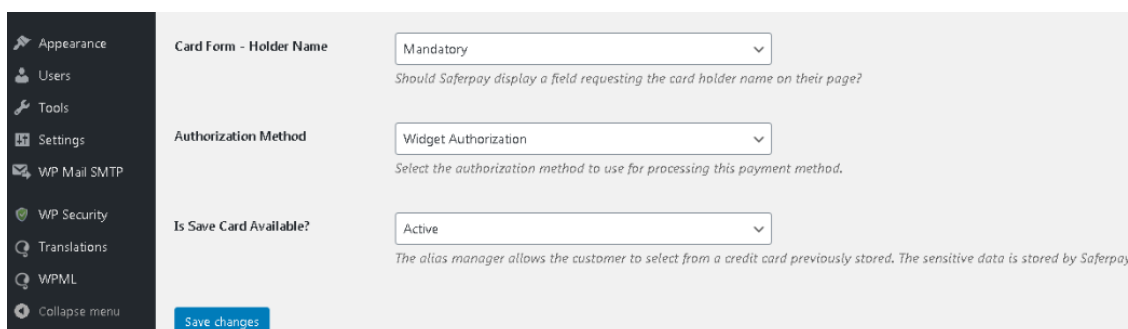 Appearance
Users
Tools
Settings
WP Mail SMTP
WP Security
Translations
WPML
Collapse menu
Card Form - Holder Name
Mandatory
Should Saferpay display a field requesting the card holder name on their page?
Authorization Method
Widget Authorization
Select the authorization method to use for processing this payment method.
Is Save Card Available?
Active
The alias manager allows the customer to select from a credit card previously stored. The sensitive data is stored by Saferpay
Save changes